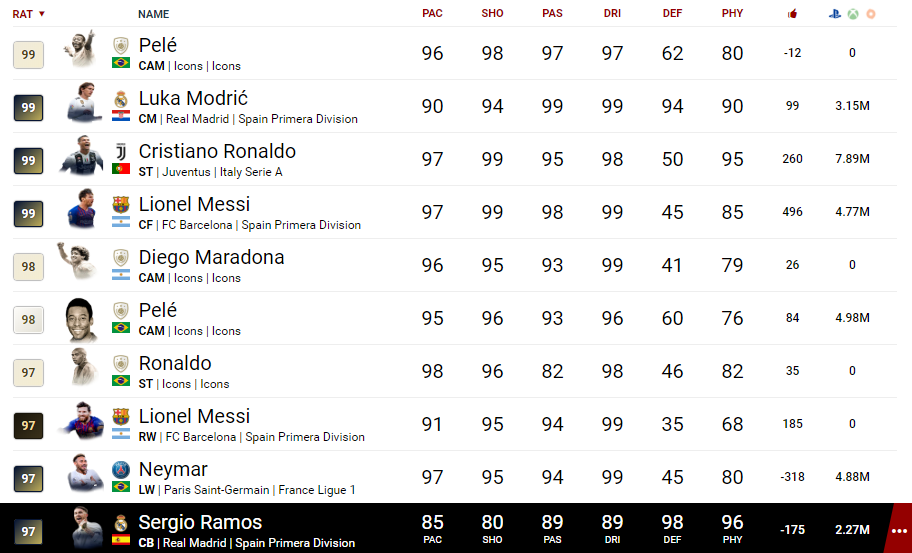 RAT ▼ NAME PAC SHO PAS DRI DEF PHY
99 Pelé 96 98 97 97 62 80 -12 0
CAM | Icons | Icons
99 Luka Modrić 90 94 99 99 94 90 99 3.15M
CM | Real Madrid | Spain Primera Division
99 Cristiano Ronaldo 97 99 95 98 50 95 260 7.89M
ST | Juventus | Italy Serie A
99 Lionel Messi 97 99 98 99 45 85 496 4.77M
CF | FC Barcelona | Spain Primera Division
98 Diego Maradona 96 95 93 99 41 79 26 0
CAM | Icons | Icons
98 Pelé 95 96 93 96 60 76 84 4.98M
CAM | Icons | Icons
97 Ronaldo 98 96 82 98 46 82 35 0
ST | Icons | Icons
97 Lionel Messi 91 95 94 99 35 68 185 0
RW | FC Barcelona | Spain Primera Division
97 Neymar 97 95 94 99 45 80 -318 4.88M
LW | Paris Saint-Germain | France Ligue 1
97 Sergio Ramos 85 80 89 89 98 96 -175 2.27M
CB | Real Madrid | Spain Primera Division PAC SHO PAS DRI DEF PHY